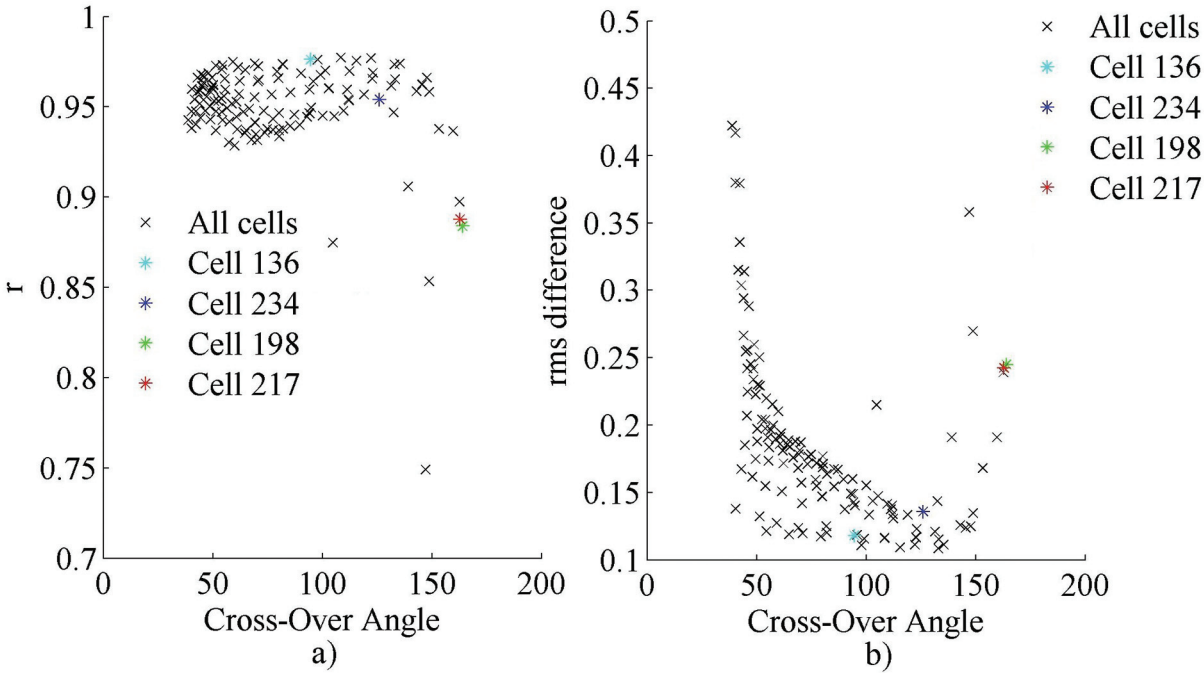 1
0.95
0.9
0.85
0.8
0.75
0.7
r
0 50 100 150 200
Cross-Over Angle
a)
All cells
Cell 136
Cell 234
Cell 198
Cell 217
0.5
0.45
0.4
0.35
0.3
0.25
0.2
0.15
0.1
rms difference
0 50 100 150 200
Cross-Over Angle
b)
All cells
Cell 136
Cell 234
Cell 198
Cell 217